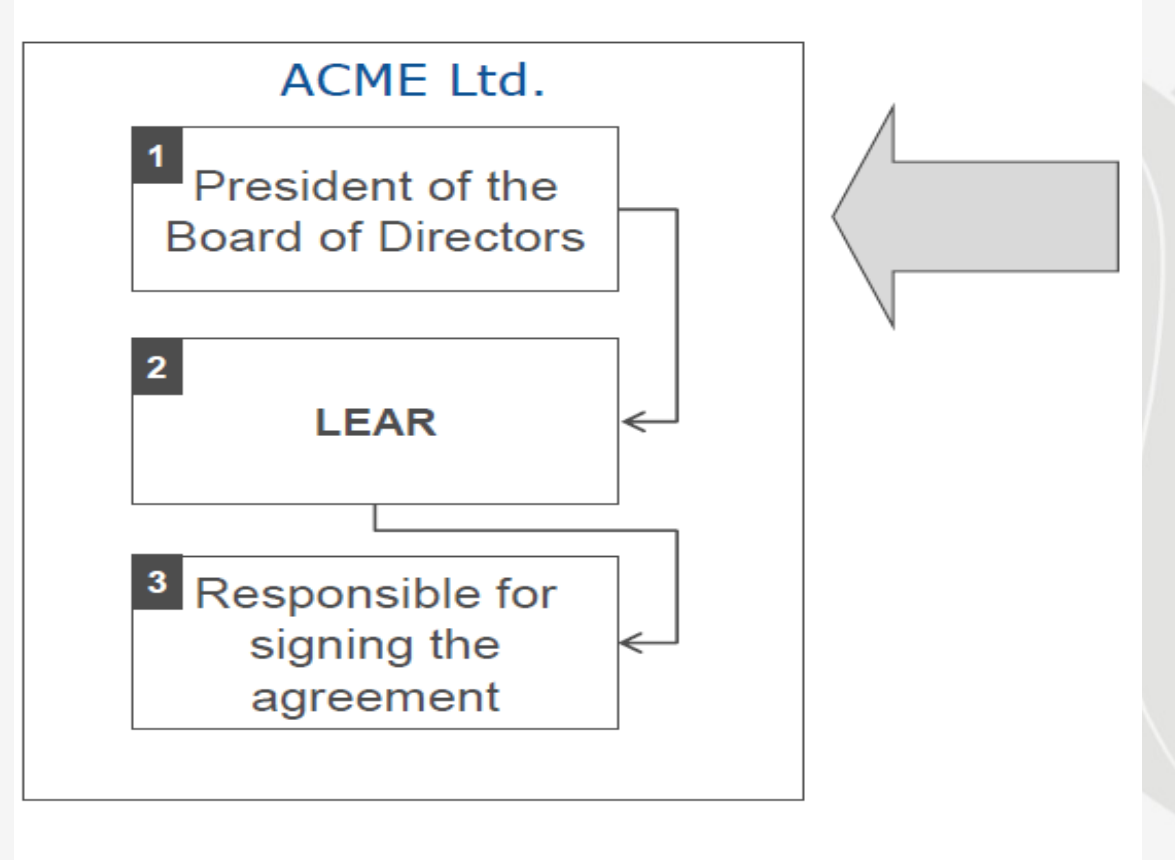 ACME Ltd.
1
President of the
Board of Directors
2
LEAR
3
Responsible for
signing the
agreement